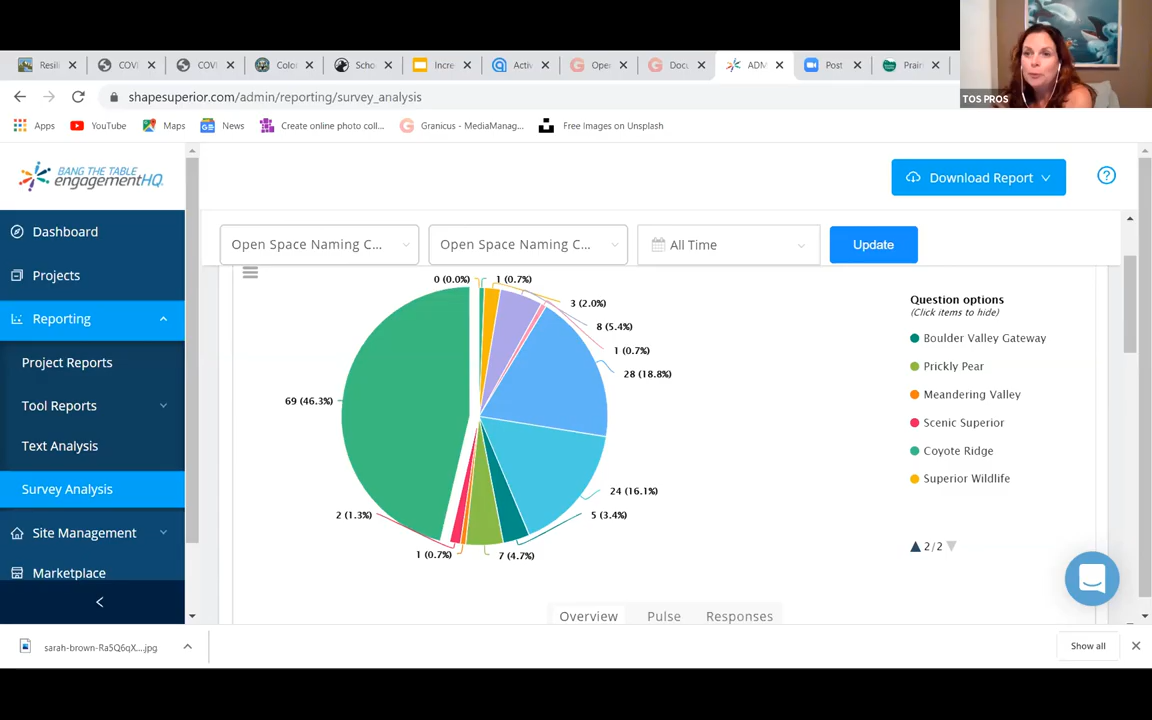 Resili
COVI
COVI
Color
Scho
Incre
Activ
Oper
Docu
ADM
Post
Prair
shapesuperior.com/admin/reporting/survey_analysis
TOS PROS
Apps
YouTube
Maps
News
Create online photo coll...
Granicus - MediaManag...
Free Images on Unsplash
BANG THE TABLE
engagementHQ
Download Report
?
Dashboard
Projects
Reporting
Project Reports
Tool Reports
Text Analysis
Survey Analysis
Site Management
Marketplace
Open Space Naming C...
Open Space Naming C...
All Time
Update
0 (0.0%)
1 (0.7%)
3 (2.0%)
8 (5.4%)
1 (0.7%)
28 (18.8%)
69 (46.3%)
24 (16.1%)
2 (1.3%)
5 (3.4%)
1 (0.7%)
7 (4.7%)
Question options
(Click items to hide)
Boulder Valley Gateway
Prickly Pear
Meandering Valley
Scenic Superior
Coyote Ridge
Superior Wildlife
2/2
Overview
Pulse
Responses
sarah-brown-Ra5Q6qX....jpg
Show all